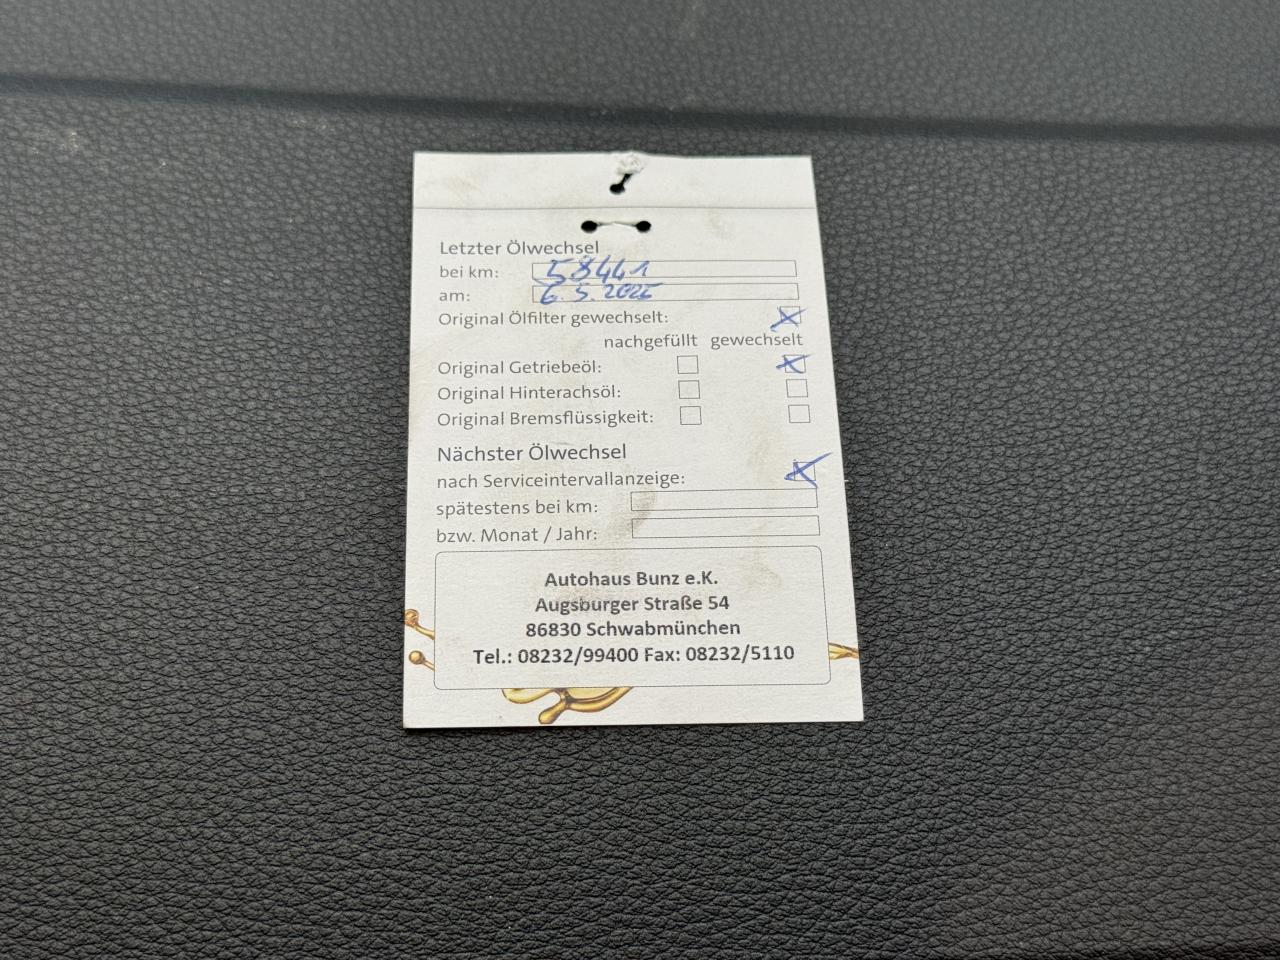 Letzter Ölwechsel
bei km: 58441
am: 6.5.2025
Original Ölfilter gewechselt:
nachgefüllt gewechselt
Original Getriebeöl:
Original Hinterachsöl:
Original Bremsflüssigkeit:
Nächster Ölwechsel
nach Serviceintervallanzeige:
spätestens bei km:
bzw. Monat / Jahr:
Autohaus Bunz e.K.
Augsburger Straße 54
86830 Schwabmünchen
Tel.: 08232/99400 Fax: 08232/5110